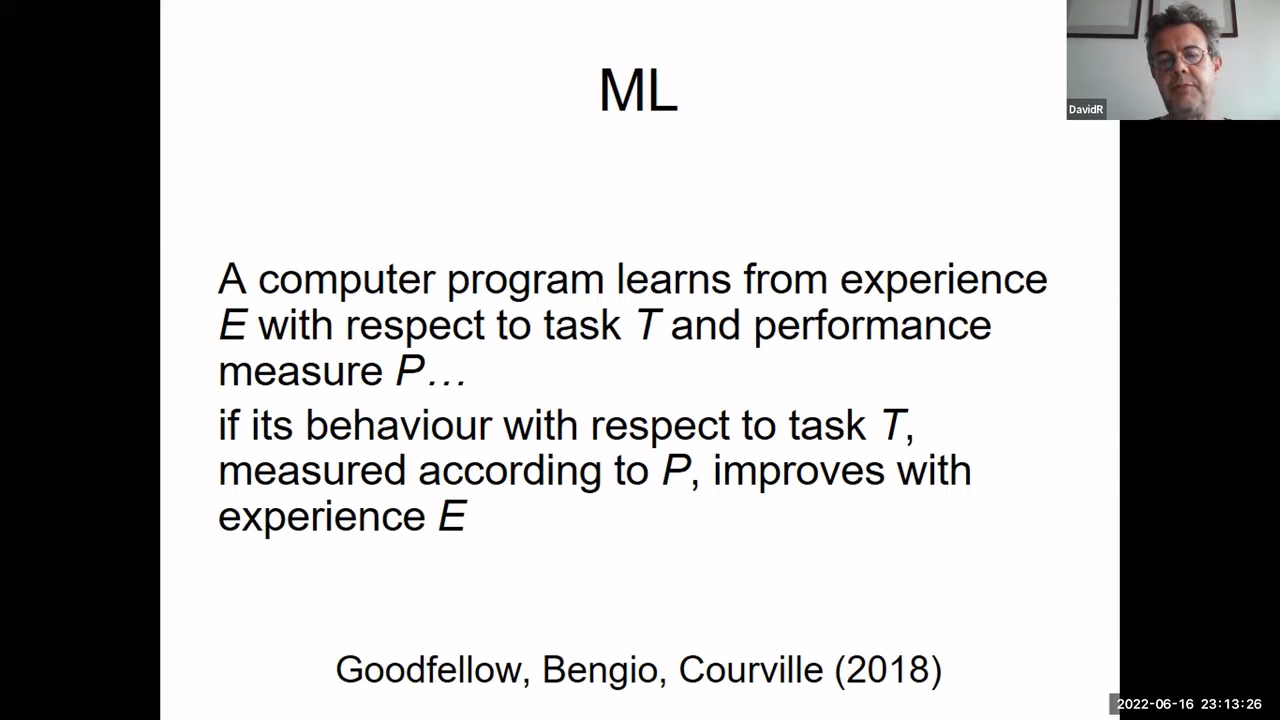 ML
DavidR
A computer program learns from experience
E with respect to task T and performance
measure P…
if its behaviour with respect to task T,
measured according to P, improves with
experience E
Goodfellow, Bengio, Courville (2018)
2022-06-16 23:13:26